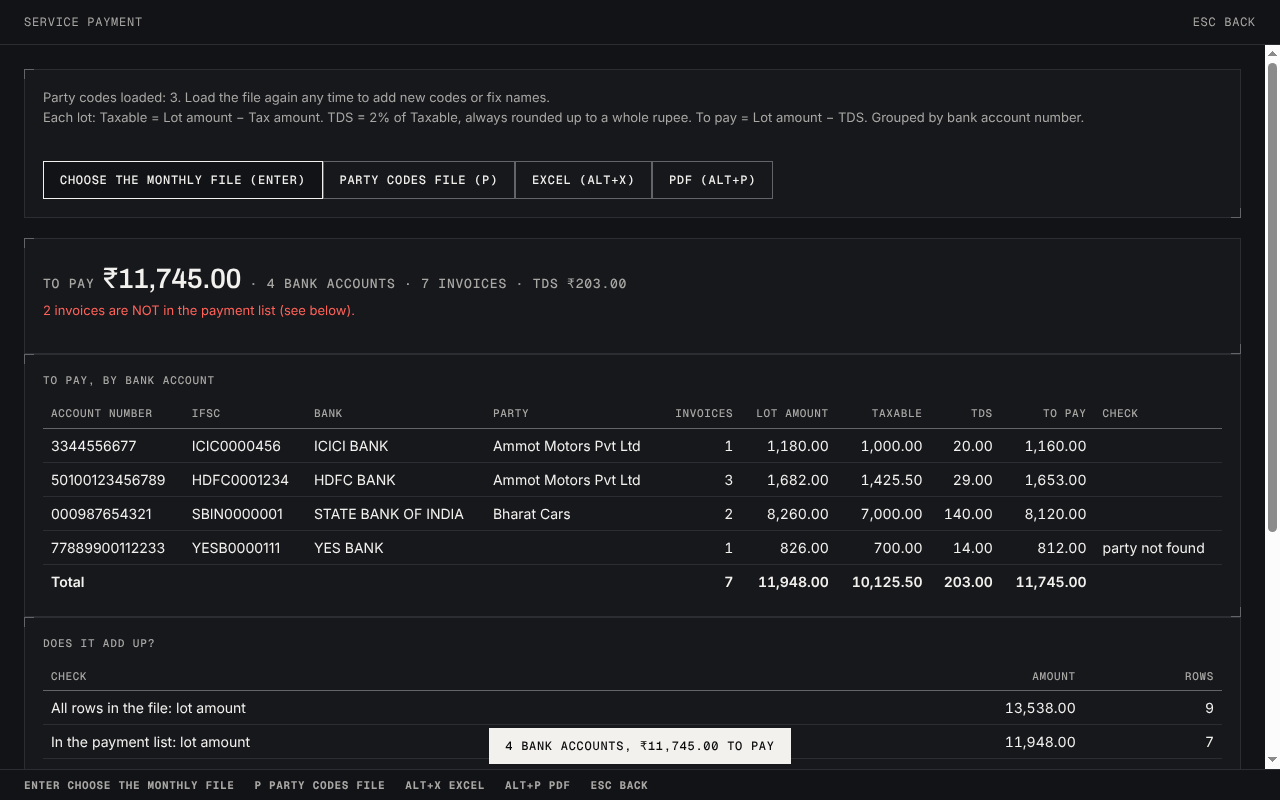 SERVICE PAYMENT ESC BACK
Party codes loaded: 3. Load the file again any time to add new codes or fix names.
Each lot: Taxable = Lot amount − Tax amount. TDS = 2% of Taxable, always rounded up to a whole rupee. To pay = Lot amount − TDS. Grouped by bank account number.
CHOOSE THE MONTHLY FILE (ENTER) PARTY CODES FILE (P) EXCEL (ALT+X) PDF (ALT+P)
TO PAY ₹11,745.00 · 4 BANK ACCOUNTS · 7 INVOICES · TDS ₹203.00
2 invoices are NOT in the payment list (see below).
TO PAY, BY BANK ACCOUNT
ACCOUNT NUMBER IFSC BANK PARTY INVOICES LOT AMOUNT TAXABLE TDS TO PAY CHECK
3344556677 ICIC0000456 ICICI BANK Ammot Motors Pvt Ltd 1 1,180.00 1,000.00 20.00 1,160.00
50100123456789 HDFC0001234 HDFC BANK Ammot Motors Pvt Ltd 3 1,682.00 1,425.50 29.00 1,653.00
000987654321 SBIN0000001 STATE BANK OF INDIA Bharat Cars 2 8,260.00 7,000.00 140.00 8,120.00
77889900112233 YESB0000111 YES BANK 1 826.00 700.00 14.00 812.00 party not found
Total 7 11,948.00 10,125.50 203.00 11,745.00
DOES IT ADD UP?
CHECK AMOUNT ROWS
All rows in the file: lot amount 13,538.00 9
In the payment list: lot amount 11,948.00 7
4 BANK ACCOUNTS, ₹11,745.00 TO PAY
ENTER CHOOSE THE MONTHLY FILE P PARTY CODES FILE ALT+X EXCEL ALT+P PDF ESC BACK